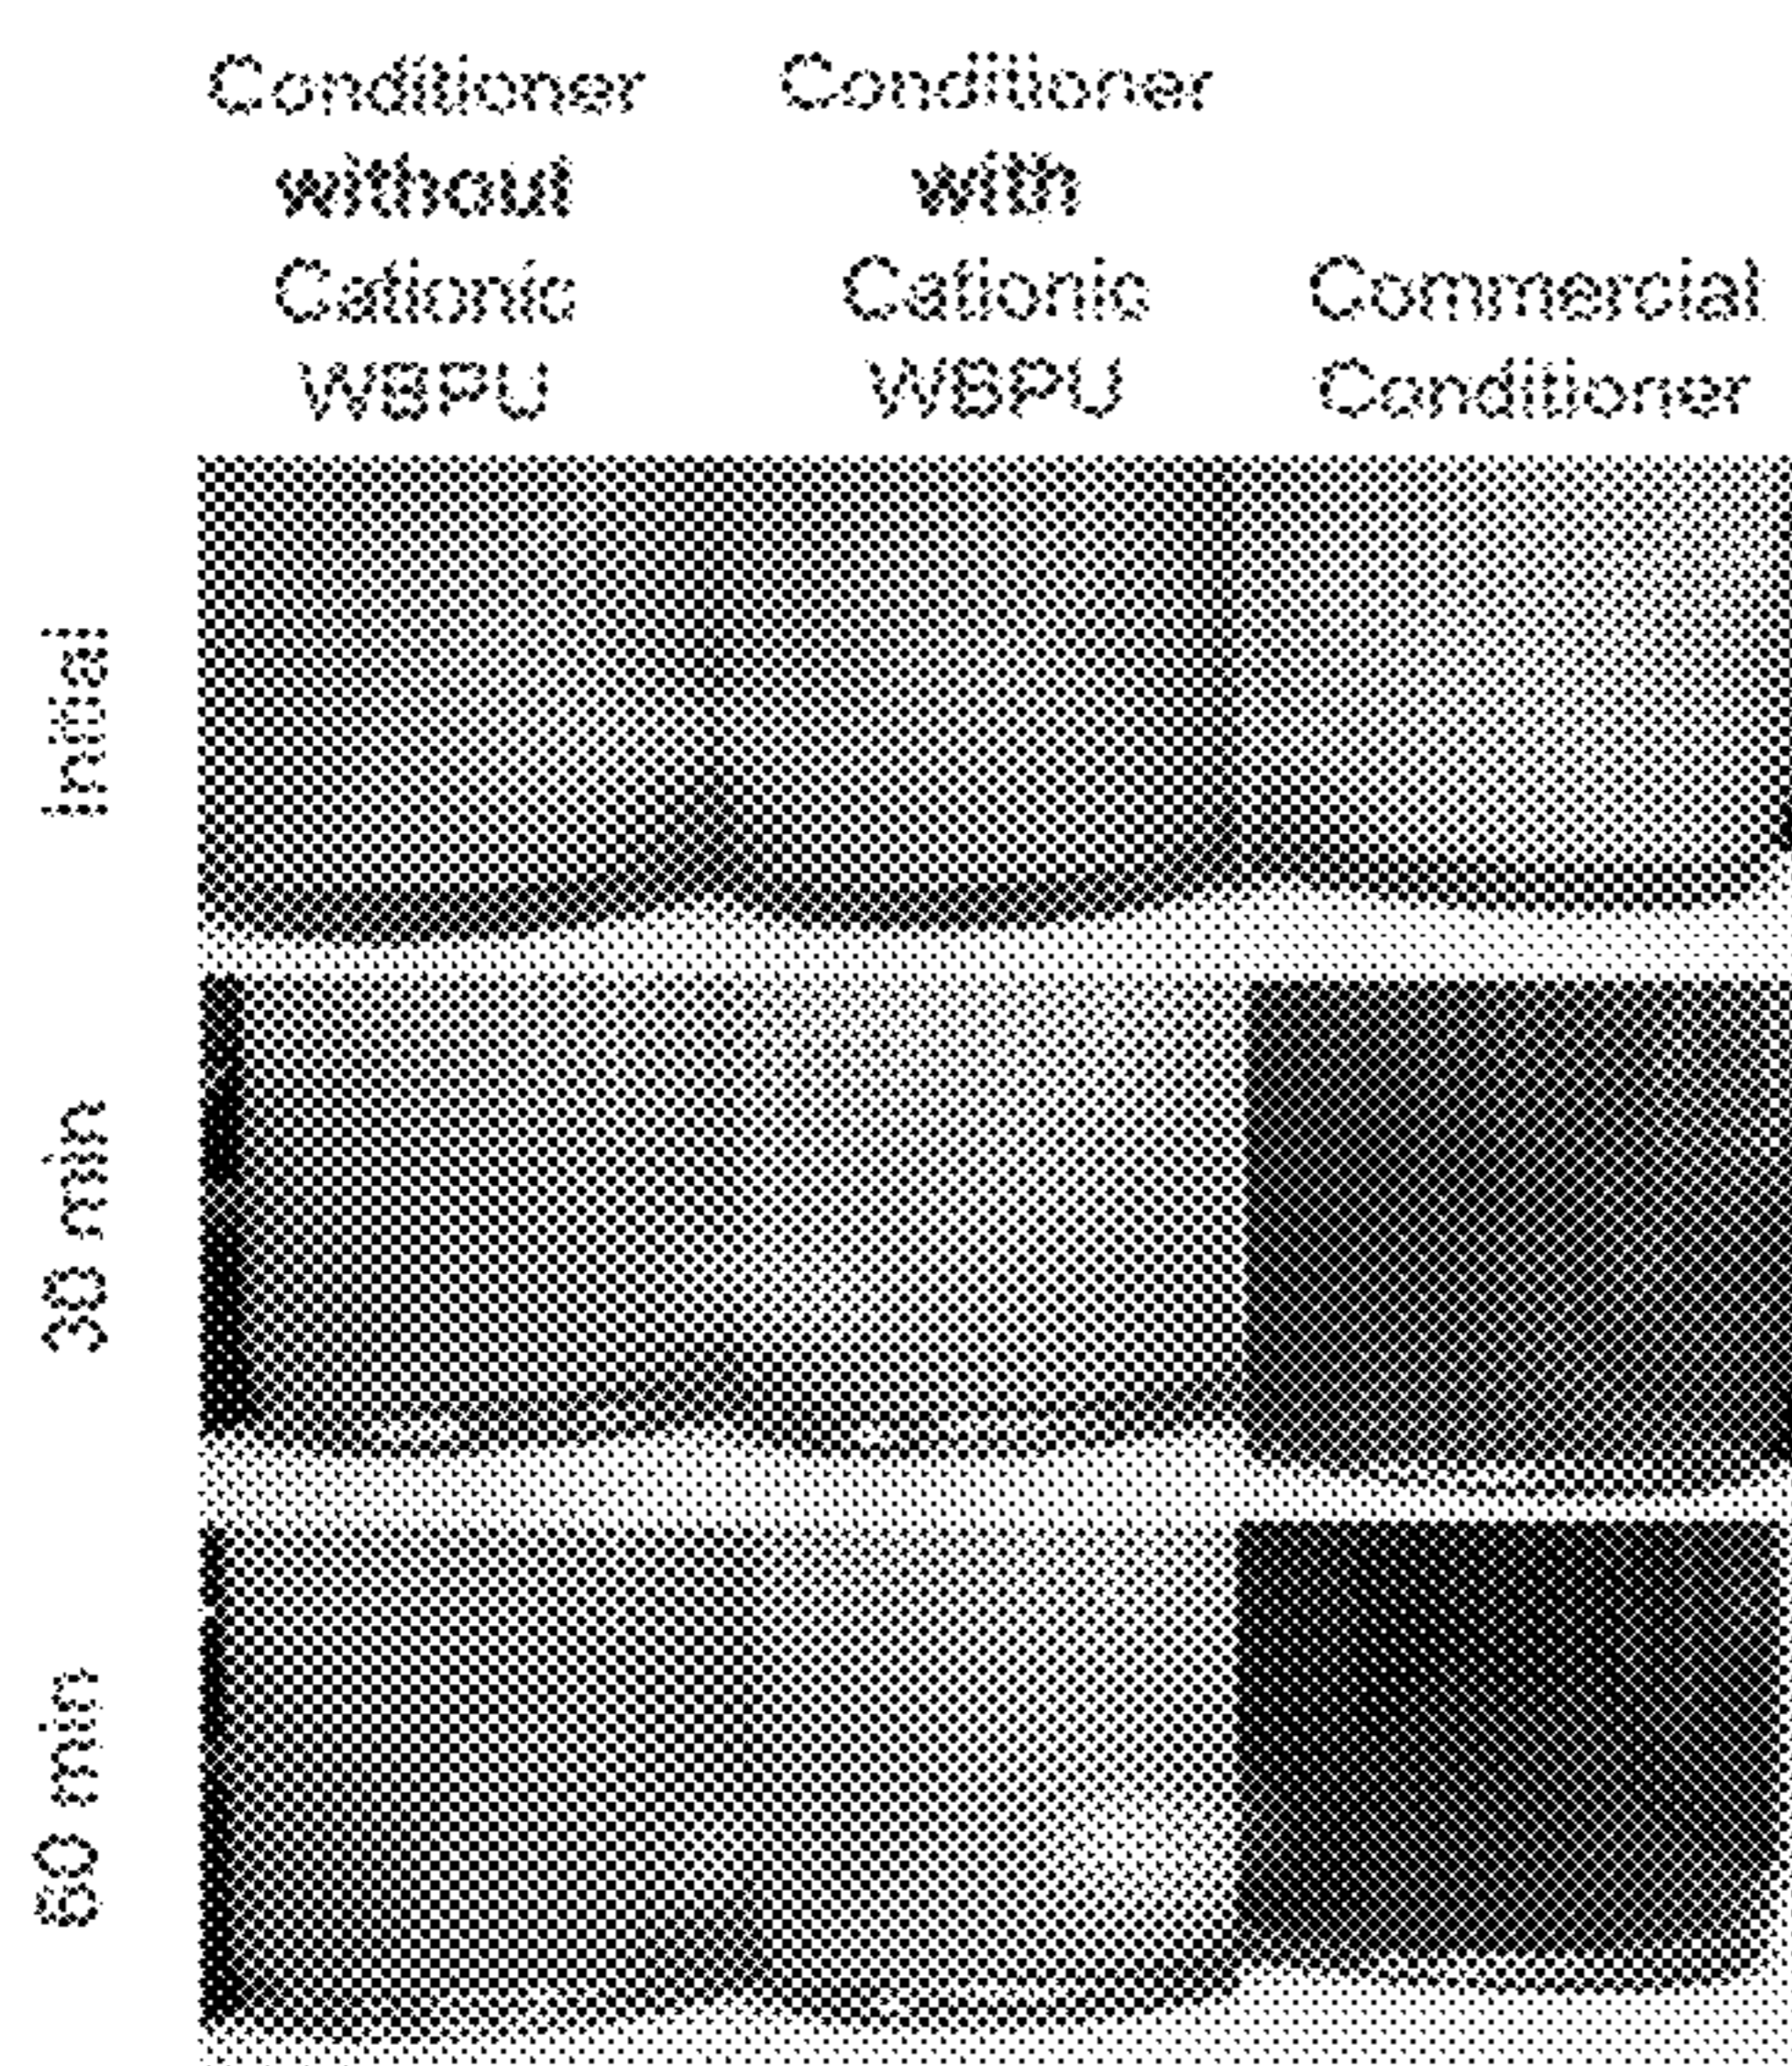 Conditioner
without
Cationic
WBPU
Conditioner
with
Cationic
WBPU
Commercial
Conditioner
Initial
30 min
60 min